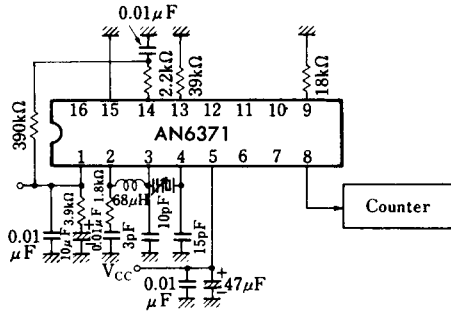 0.01μF
2.2kΩ
39kΩ
18kΩ
390kΩ
16 15 14 13 12 11 10 9
AN6371
1 2 3 4 5 6 7 8
0.01
μF
3.9kΩ
10μF
1.8kΩ
0.01μF
68μH
3pF
10pF
15pF
Counter
VCC
0.01
μF
+
47μF